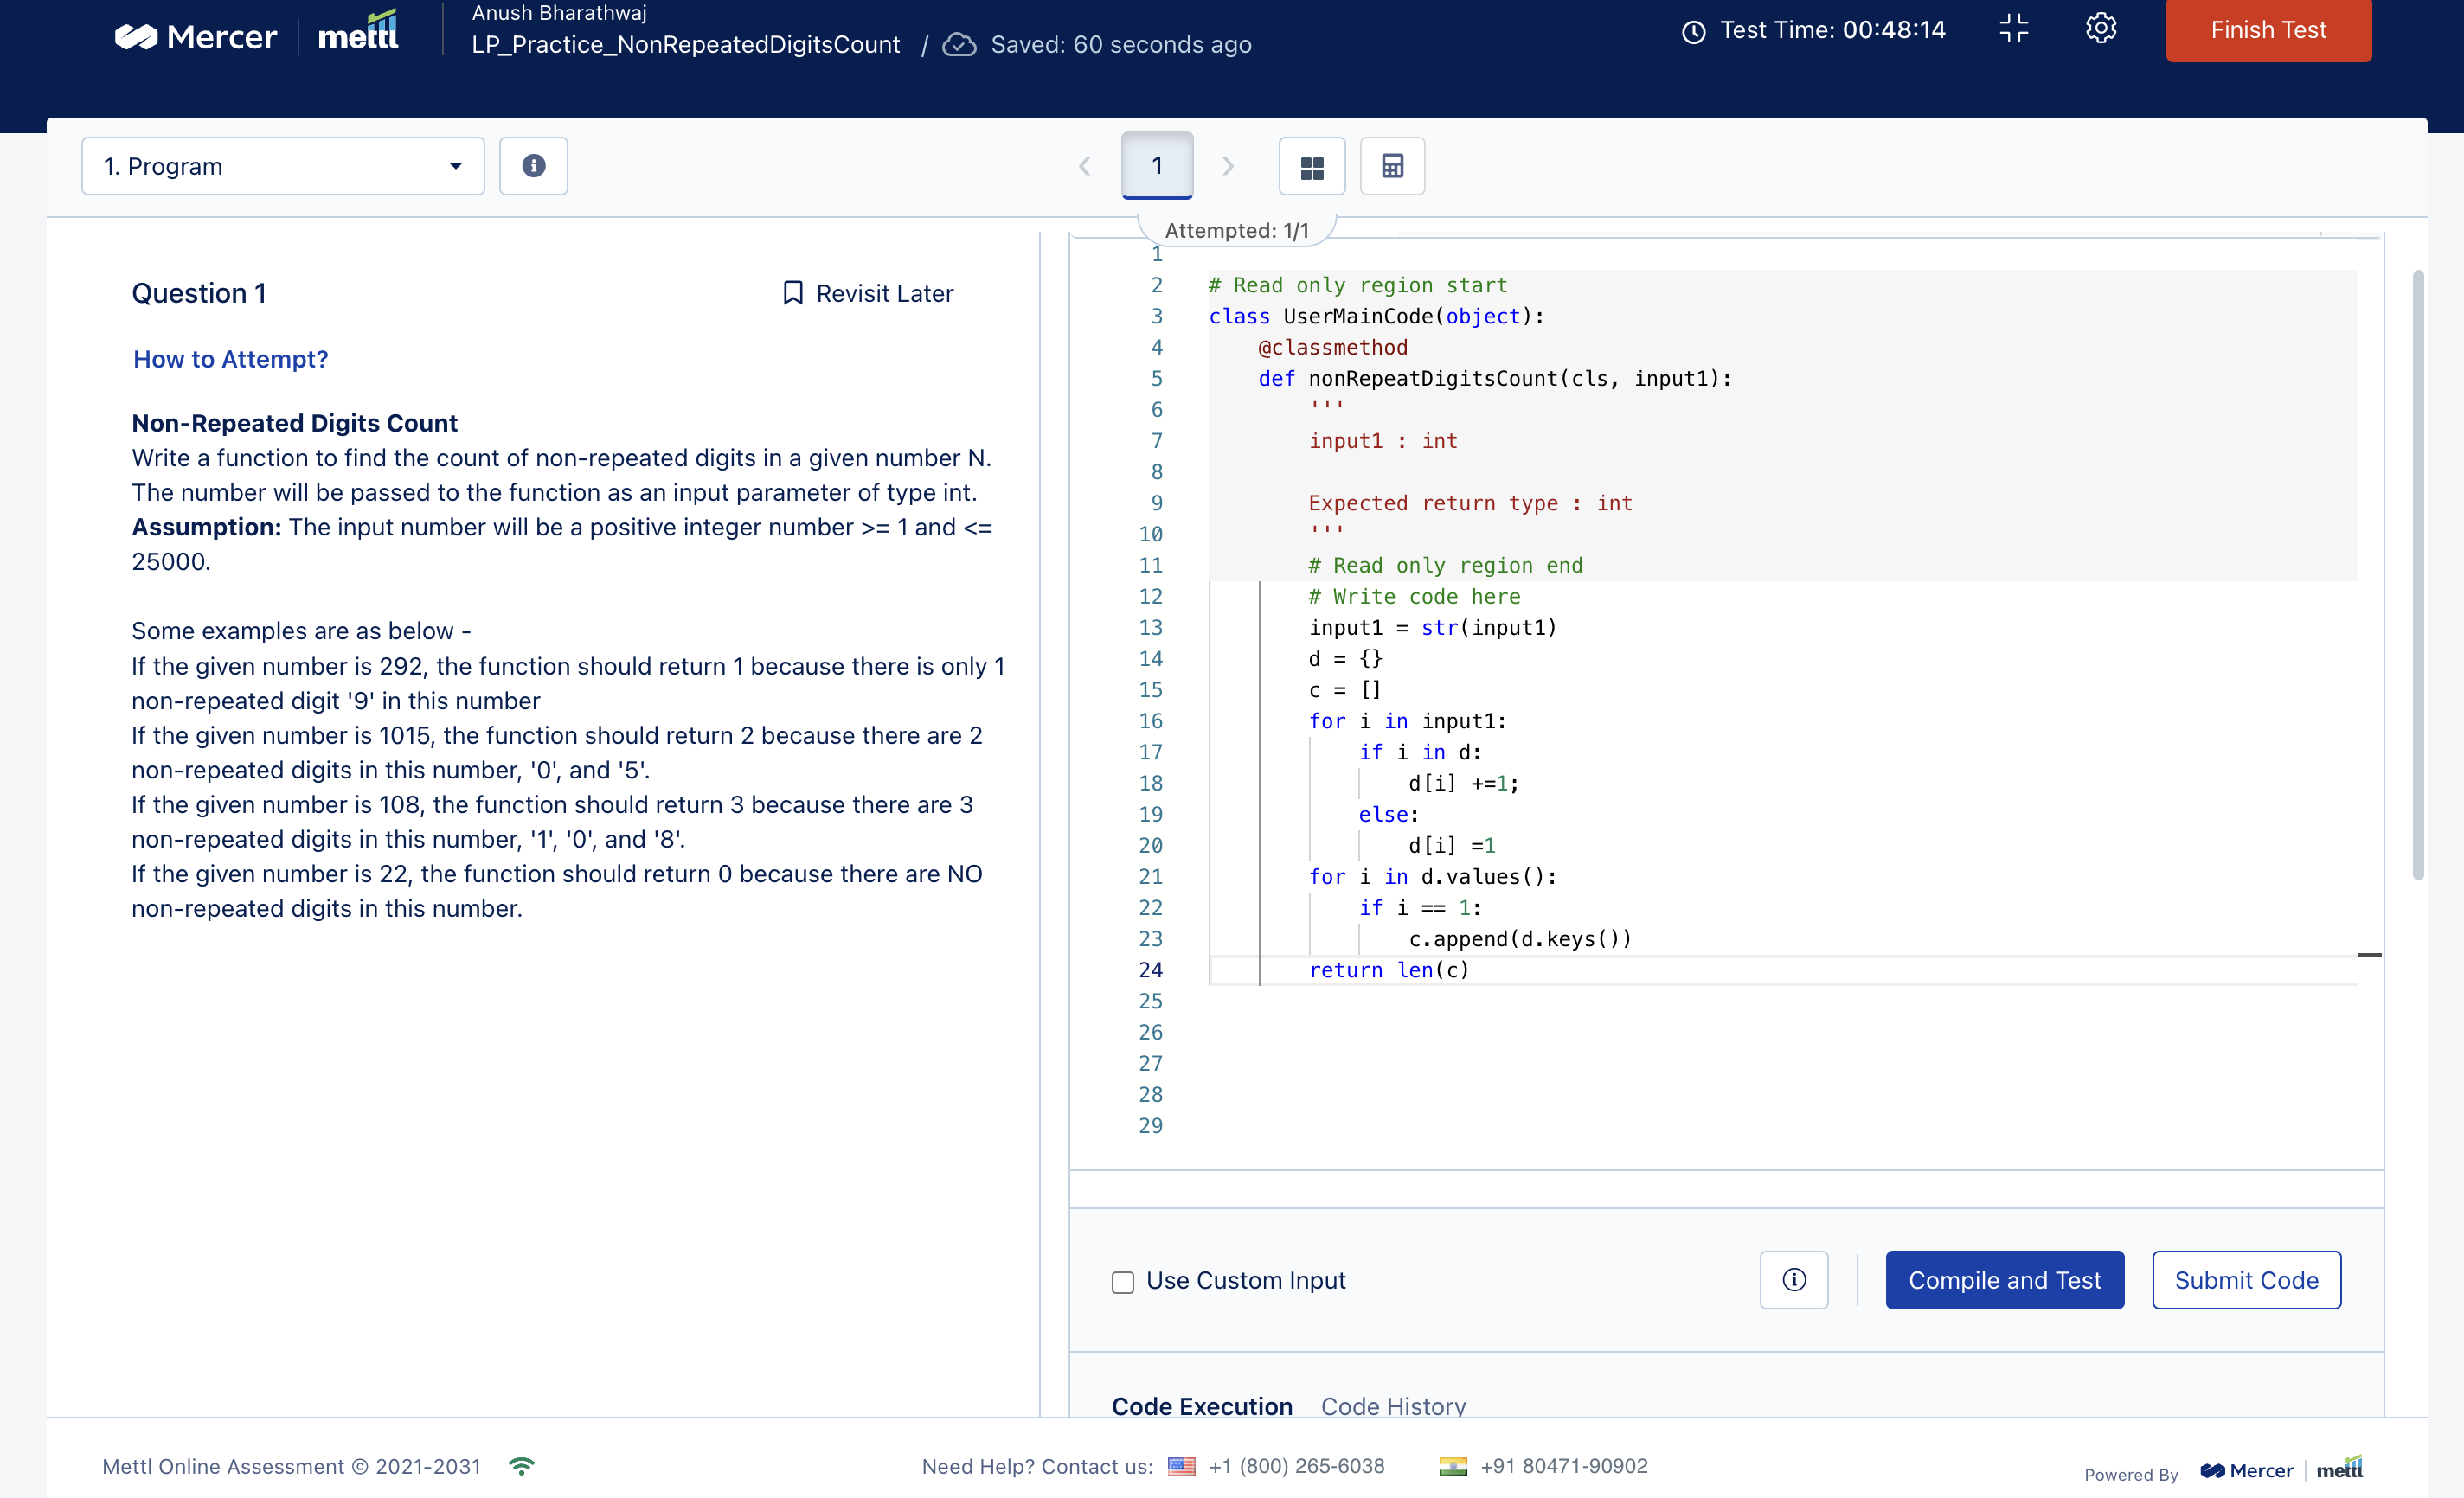 Mercer mettl
Anush Bharathwaj
LP_Practice_NonRepeatedDigitsCount / Saved: 60 seconds ago
Test Time: 00:48:14
Finish Test
1. Program
1
Attempted: 1/1
Question 1
Revisit Later
How to Attempt?
Non-Repeated Digits Count
Write a function to find the count of non-repeated digits in a given number N.
The number will be passed to the function as an input parameter of type int.
Assumption: The input number will be a positive integer number >= 1 and <=
25000.
Some examples are as below -
If the given number is 292, the function should return 1 because there is only 1
non-repeated digit '9' in this number
If the given number is 1015, the function should return 2 because there are 2
non-repeated digits in this number, '0', and '5'.
If the given number is 108, the function should return 3 because there are 3
non-repeated digits in this number, '1', '0', and '8'.
If the given number is 22, the function should return 0 because there are NO
non-repeated digits in this number.
1
2 # Read only region start
3 class UserMainCode(object):
4 @classmethod
5 def nonRepeatDigitsCount(cls, input1):
6 '''
7 input1 : int
8
9 Expected return type : int
10 '''
11 # Read only region end
12 # Write code here
13 input1 = str(input1)
14 d = {}
15 c = []
16 for i in input1:
17 if i in d:
18 d[i] +=1;
19 else:
20 d[i] =1
21 for i in d.values():
22 if i == 1:
23 c.append(d.keys())
24 return len(c)
25
26
27
28
29
Use Custom Input
Compile and Test
Submit Code
Code Execution Code History
Mettl Online Assessment © 2021-2031
Need Help? Contact us: +1 (800) 265-6038 +91 80471-90902
Powered By Mercer mettl